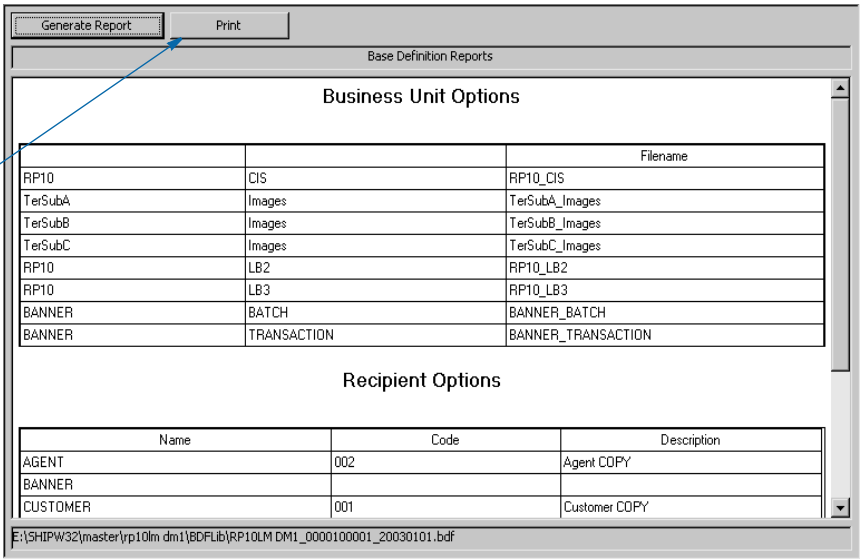 Generate Report Print
Base Definition Reports
Business Unit Options
Filename
RP10 CIS RP10_CIS
TerSubA Images TerSubA_Images
TerSubB Images TerSubB_Images
TerSubC Images TerSubC_Images
RP10 LB2 RP10_LB2
RP10 LB3 RP10_LB3
BANNER BATCH BANNER_BATCH
BANNER TRANSACTION BANNER_TRANSACTION
Recipient Options
Name Code Description
AGENT 002 Agent COPY
BANNER
CUSTOMER 001 Customer COPY
E:\SHIPW32\master\rp10lm dm1\BDFLib\RP10LM DM1_0000100001_20030101.bdf